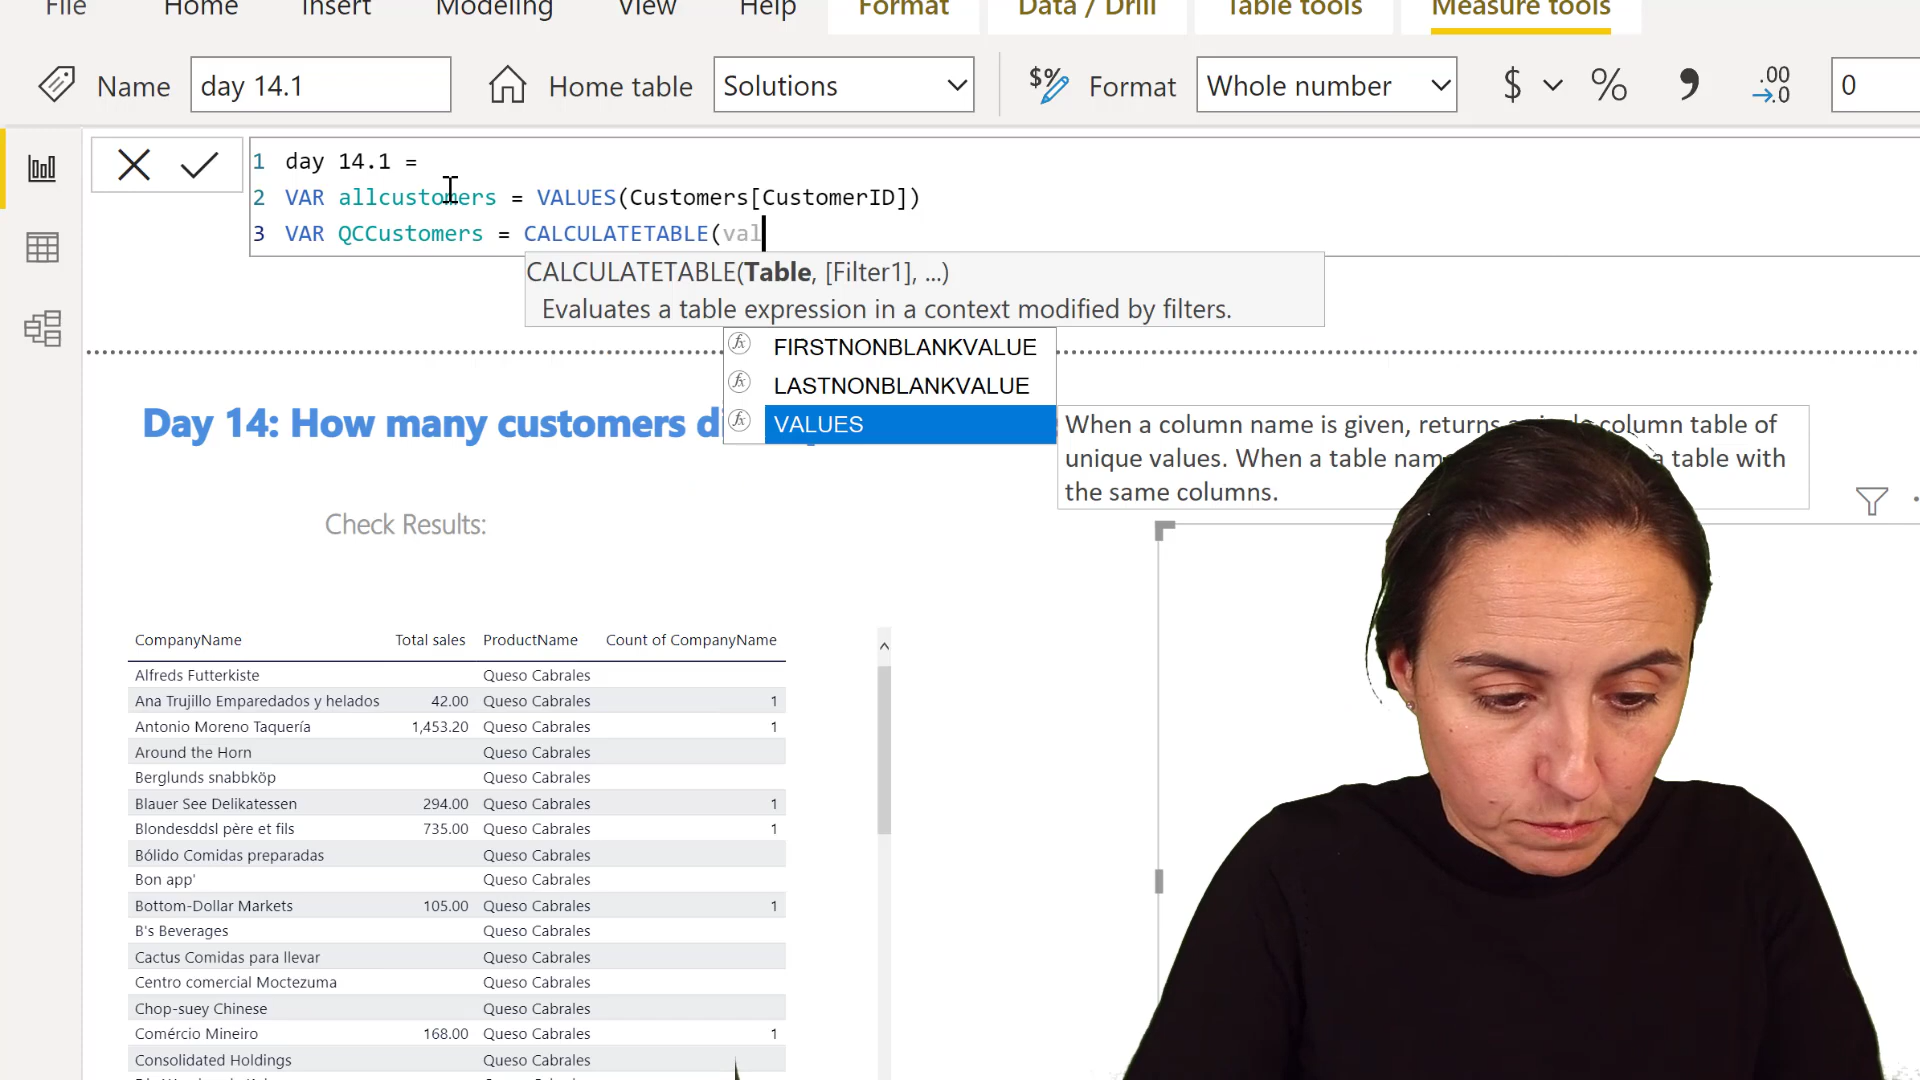 File Home Insert Modeling View Help Format Data / Drill Table tools Measure tools
Name day 14.1 Home table Solutions $% Format Whole number $ % , .00 →.0 0
1 day 14.1 =
2 VAR allcustomers = VALUES(Customers[CustomerID])
3 VAR QCCustomers = CALCULATETABLE(val
CALCULATETABLE(Table, [Filter1], ...)
Evaluates a table expression in a context modified by filters.
FIRSTNONBLANKVALUE
LASTNONBLANKVALUE
VALUES
When a column name is given, returns column table of
unique values. When a table a table with
the same columns.
Day 14: How many customers
Check Results:
CompanyName Total sales ProductName Count of CompanyName
Alfreds Futterkiste Queso Cabrales
Ana Trujillo Emparedados y helados 42.00 Queso Cabrales 1
Antonio Moreno Taquería 1,453.20 Queso Cabrales 1
Around the Horn Queso Cabrales
Berglunds snabbköp Queso Cabrales
Blauer See Delikatessen 294.00 Queso Cabrales 1
Blondesddsl père et fils 735.00 Queso Cabrales 1
Bólido Comidas preparadas Queso Cabrales
Bon app' Queso Cabrales
Bottom-Dollar Markets 105.00 Queso Cabrales 1
B's Beverages Queso Cabrales
Cactus Comidas para llevar Queso Cabrales
Centro comercial Moctezuma Queso Cabrales
Chop-suey Chinese Queso Cabrales
Comércio Mineiro 168.00 Queso Cabrales 1
Consolidated Holdings Queso Cabrales